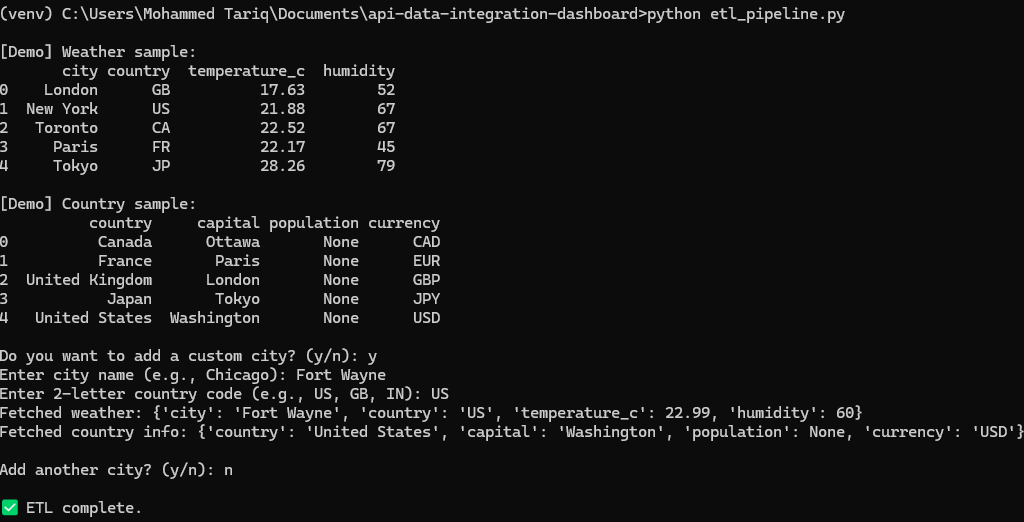 (venv) C:\Users\Mohammed Tariq\Documents\api-data-integration-dashboard>python etl_pipeline.py
[Demo] Weather sample:
city country temperature_c humidity
0 London GB 17.63 52
1 New York US 21.88 67
2 Toronto CA 22.52 67
3 Paris FR 22.17 45
4 Tokyo JP 28.26 79
[Demo] Country sample:
country capital population currency
0 Canada Ottawa None CAD
1 France Paris None EUR
2 United Kingdom London None GBP
3 Japan Tokyo None JPY
4 United States Washington None USD
Do you want to add a custom city? (y/n): y
Enter city name (e.g., Chicago): Fort Wayne
Enter 2-letter country code (e.g., US, GB, IN): US
Fetched weather: {'city': 'Fort Wayne', 'country': 'US', 'temperature_c': 22.99, 'humidity': 60}
Fetched country info: {'country': 'United States', 'capital': 'Washington', 'population': None, 'currency': 'USD'}
Add another city? (y/n): n
✅ ETL complete.